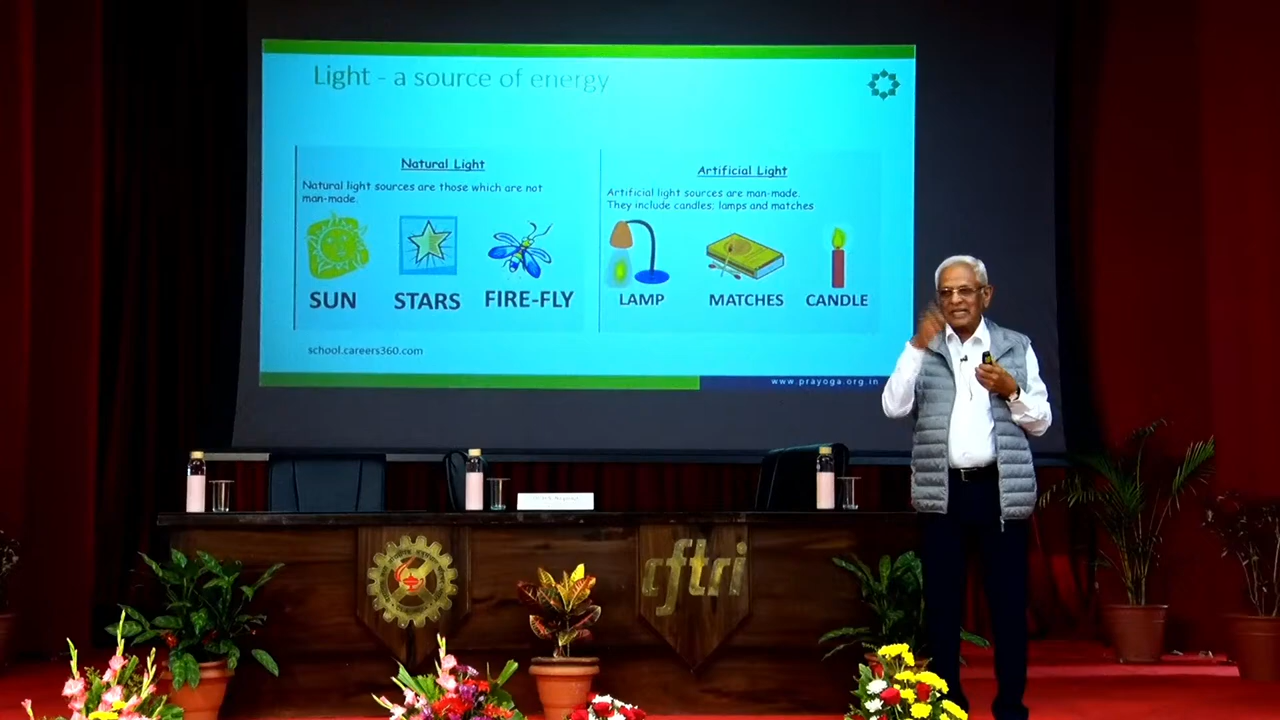 Light - a source of energy
Natural Light
Natural light sources are those which are not
man-made.
SUN
STARS
FIRE-FLY
Artificial Light
Artificial light sources are man-made.
They include candles, lamps and matches
LAMP
MATCHES
CANDLE
school.careers360.com
www.prayoga.org.in
cftri